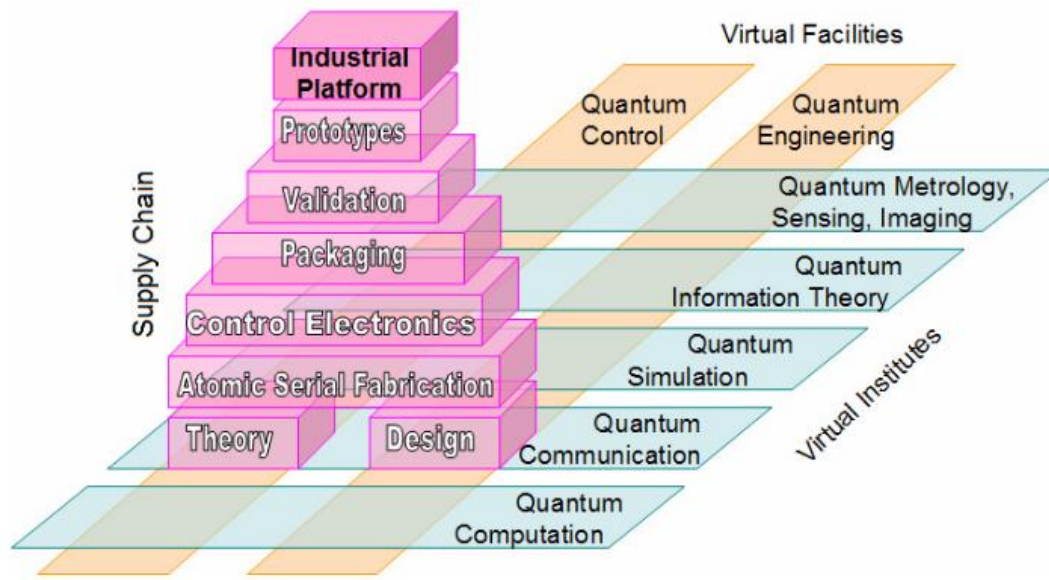 Virtual Facilities
Industrial
Platform
Prototypes
Validation
Packaging
Control Electronics
Atomic Serial Fabrication
Theory
Design
Supply Chain
Quantum
Control
Quantum
Engineering
Quantum Metrology,
Sensing, Imaging
Quantum
Information Theory
Quantum
Simulation
Quantum
Communication
Quantum
Computation
Virtual Institutes